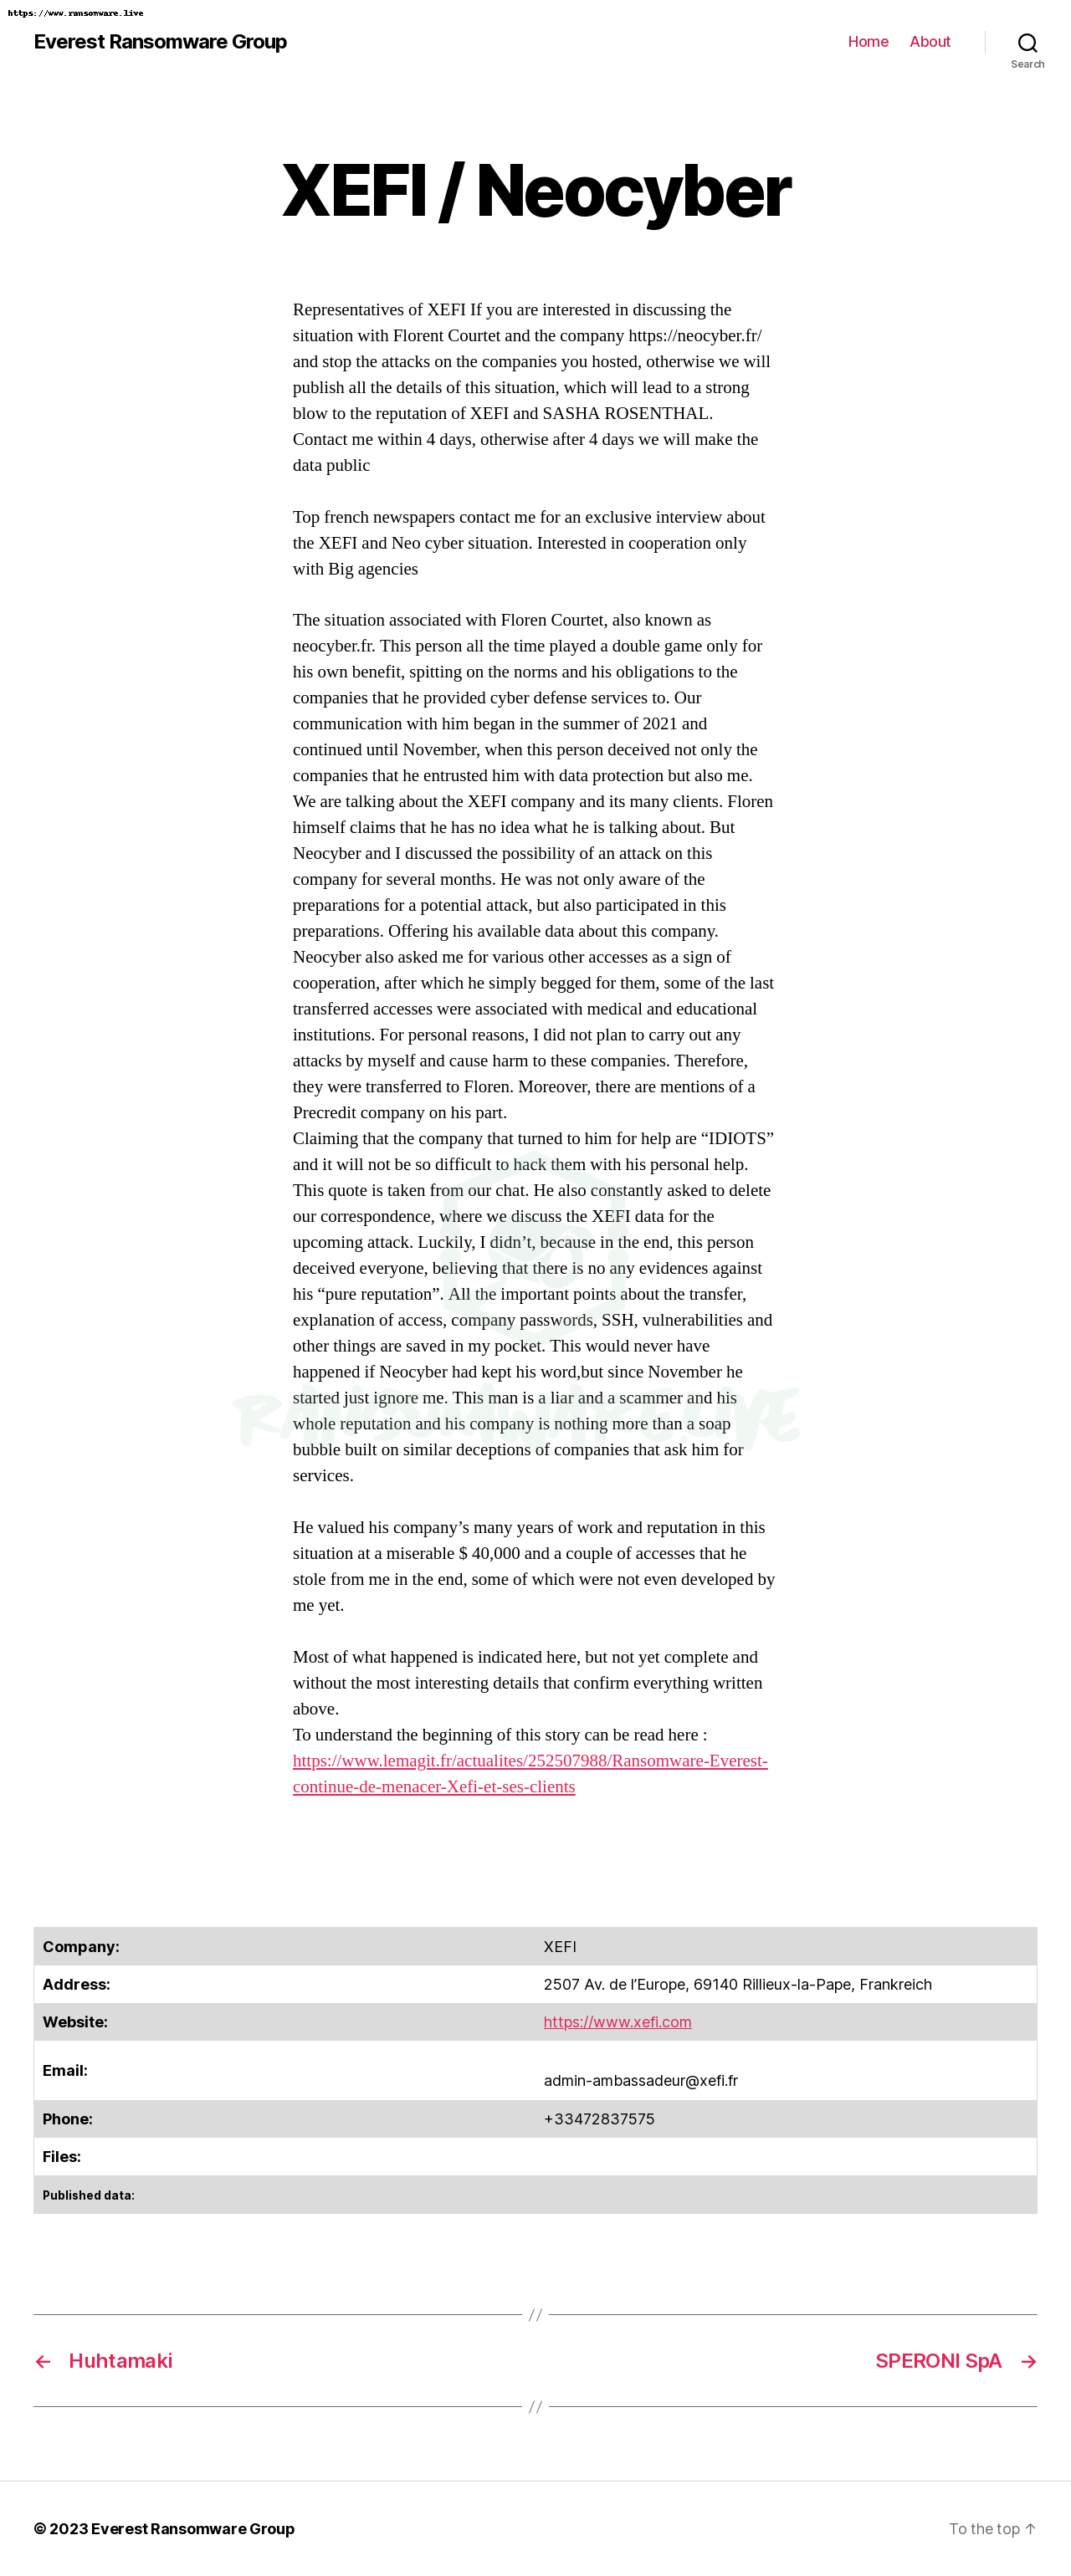 https://www.ransomware.live
Everest Ransomware Group
Home About
Search
XEFI / Neocyber
Representatives of XEFI If you are interested in discussing the
situation with Florent Courtet and the company https://neocyber.fr/
and stop the attacks on the companies you hosted, otherwise we will
publish all the details of this situation, which will lead to a strong
blow to the reputation of XEFI and SASHA ROSENTHAL.
Contact me within 4 days, otherwise after 4 days we will make the
data public
Top french newspapers contact me for an exclusive interview about
the XEFI and Neo cyber situation. Interested in cooperation only
with Big agencies
The situation associated with Floren Courtet, also known as
neocyber.fr. This person all the time played a double game only for
his own benefit, spitting on the norms and his obligations to the
companies that he provided cyber defense services to. Our
communication with him began in the summer of 2021 and
continued until November, when this person deceived not only the
companies that he entrusted him with data protection but also me.
We are talking about the XEFI company and its many clients. Floren
himself claims that he has no idea what he is talking about. But
Neocyber and I discussed the possibility of an attack on this
company for several months. He was not only aware of the
preparations for a potential attack, but also participated in this
preparations. Offering his available data about this company.
Neocyber also asked me for various other accesses as a sign of
cooperation, after which he simply begged for them, some of the last
transferred accesses were associated with medical and educational
institutions. For personal reasons, I did not plan to carry out any
attacks by myself and cause harm to these companies. Therefore,
they were transferred to Floren. Moreover, there are mentions of a
Precredit company on his part.
Claiming that the company that turned to him for help are “IDIOTS”
and it will not be so difficult to hack them with his personal help.
This quote is taken from our chat. He also constantly asked to delete
our correspondence, where we discuss the XEFI data for the
upcoming attack. Luckily, I didn’t, because in the end, this person
deceived everyone, believing that there is no any evidences against
his “pure reputation”. All the important points about the transfer,
explanation of access, company passwords, SSH, vulnerabilities and
other things are saved in my pocket. This would never have
happened if Neocyber had kept his word,but since November he
started just ignore me. This man is a liar and a scammer and his
whole reputation and his company is nothing more than a soap
bubble built on similar deceptions of companies that ask him for
services.
RANSOMWARE.LIVE
He valued his company’s many years of work and reputation in this
situation at a miserable $ 40,000 and a couple of accesses that he
stole from me in the end, some of which were not even developed by
me yet.
Most of what happened is indicated here, but not yet complete and
without the most interesting details that confirm everything written
above.
To understand the beginning of this story can be read here :
https://www.lemagit.fr/actualites/252507988/Ransomware-Everest-
continue-de-menacer-Xefi-et-ses-clients
Company: XEFI
Address: 2507 Av. de l’Europe, 69140 Rillieux-la-Pape, Frankreich
Website: https://www.xefi.com
Email: admin-ambassadeur@xefi.fr
Phone: +33472837575
Files:
Published data:
//
← Huhtamaki SPERONI SpA →
//
© 2023 Everest Ransomware Group To the top ↑